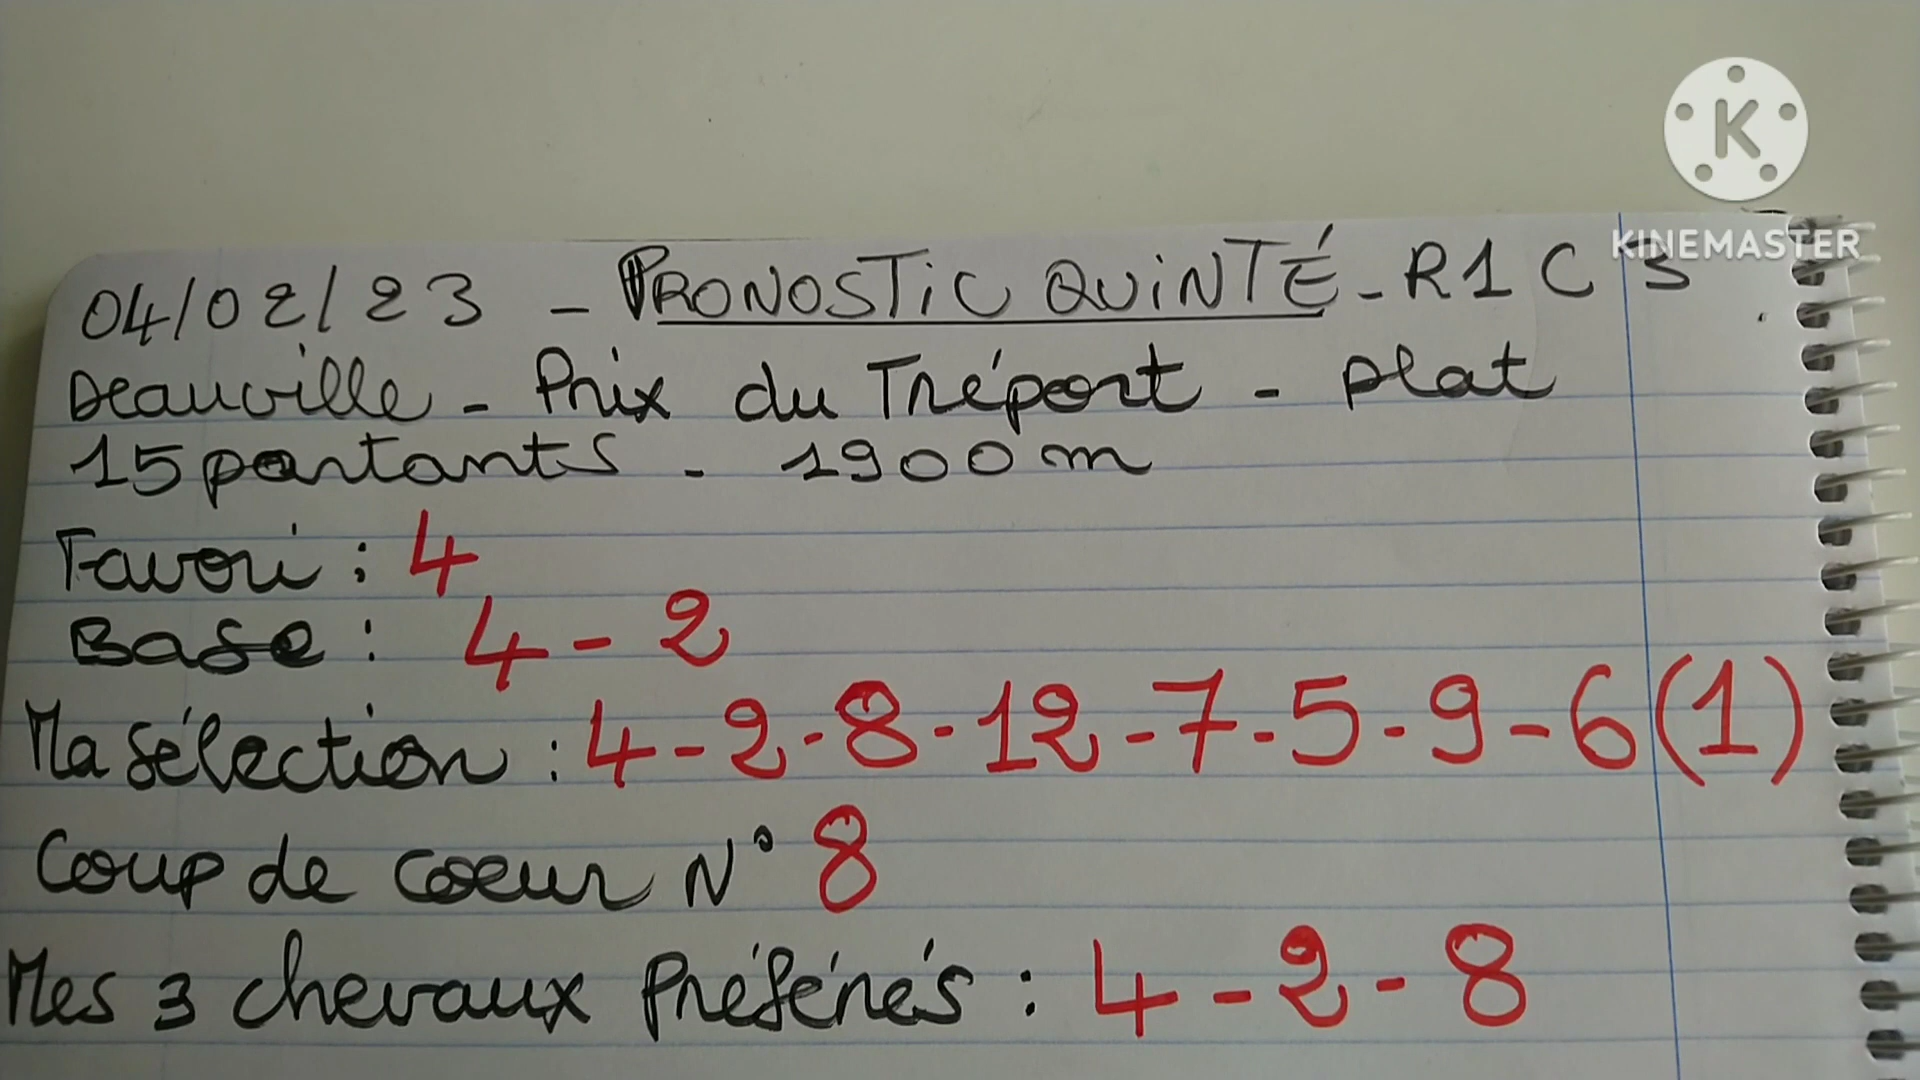 K
KINEMASTER
04/02/23 - PRONOSTIC QUINTÉ - R1 C3
Deauville - Prix du Tréport - plat
15 partants - 1900m
Favori : 4
Base : 4 - 2
Ma sélection : 4 - 2 - 8 - 12 - 7 - 5 - 9 - 6 (1)
Coup de coeur N° 8
Mes 3 chevaux préférés : 4 - 2 - 8